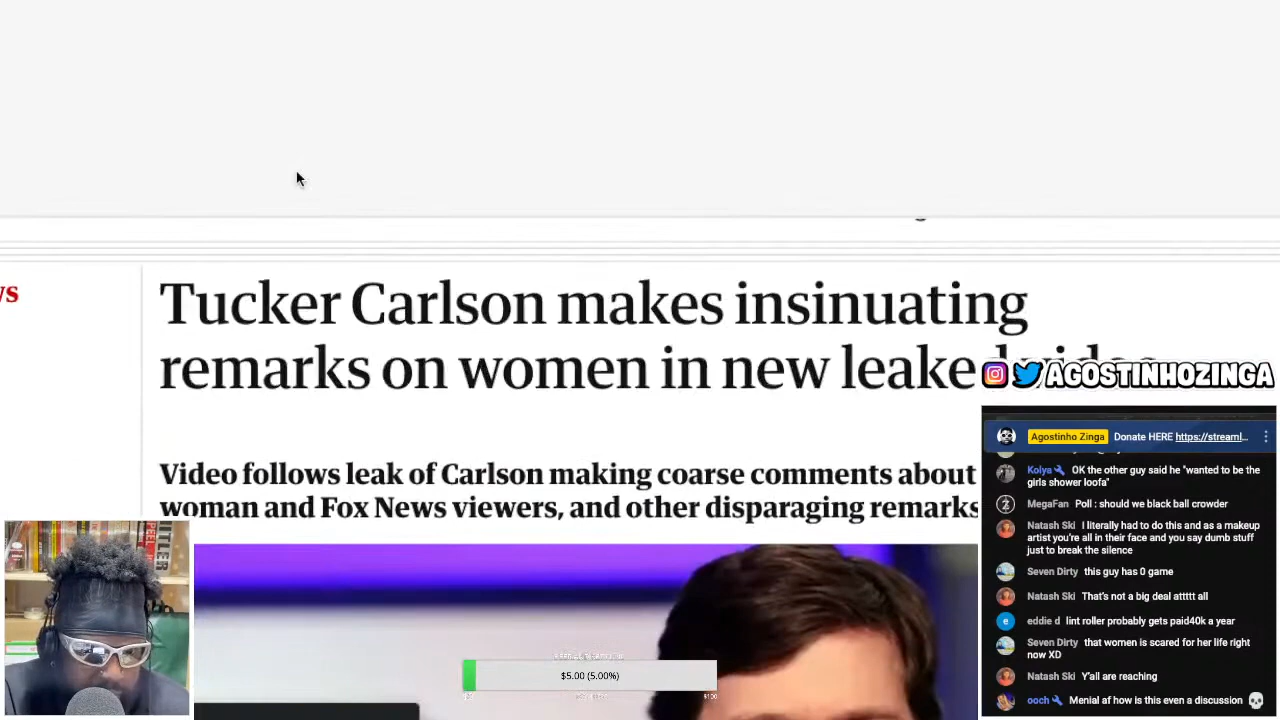 Tucker Carlson makes insinuating
remarks on women in new leake
AGOSTINHOZINGA
Video follows leak of Carlson making coarse comments about
woman and Fox News viewers, and other disparaging remarks
Agostinho Zinga Donate HERE https://streaml...
Kolya OK the other guy said he "wanted to be the
girls shower loofa"
MegaFan Poll : should we black ball crowder
Natash Ski I literally had to do this and as a makeup
artist you're all in their face and you say dumb stuff
just to break the silence
Seven Dirty this guy has 0 game
Natash Ski That's not a big deal attttt all
eddie d lint roller probably gets paid40k a year
Seven Dirty that women is scared for her life right
now XD
Natash Ski Y'all are reaching
ooch Menial af how is this even a discussion
$5.00 (5.00%)
$100